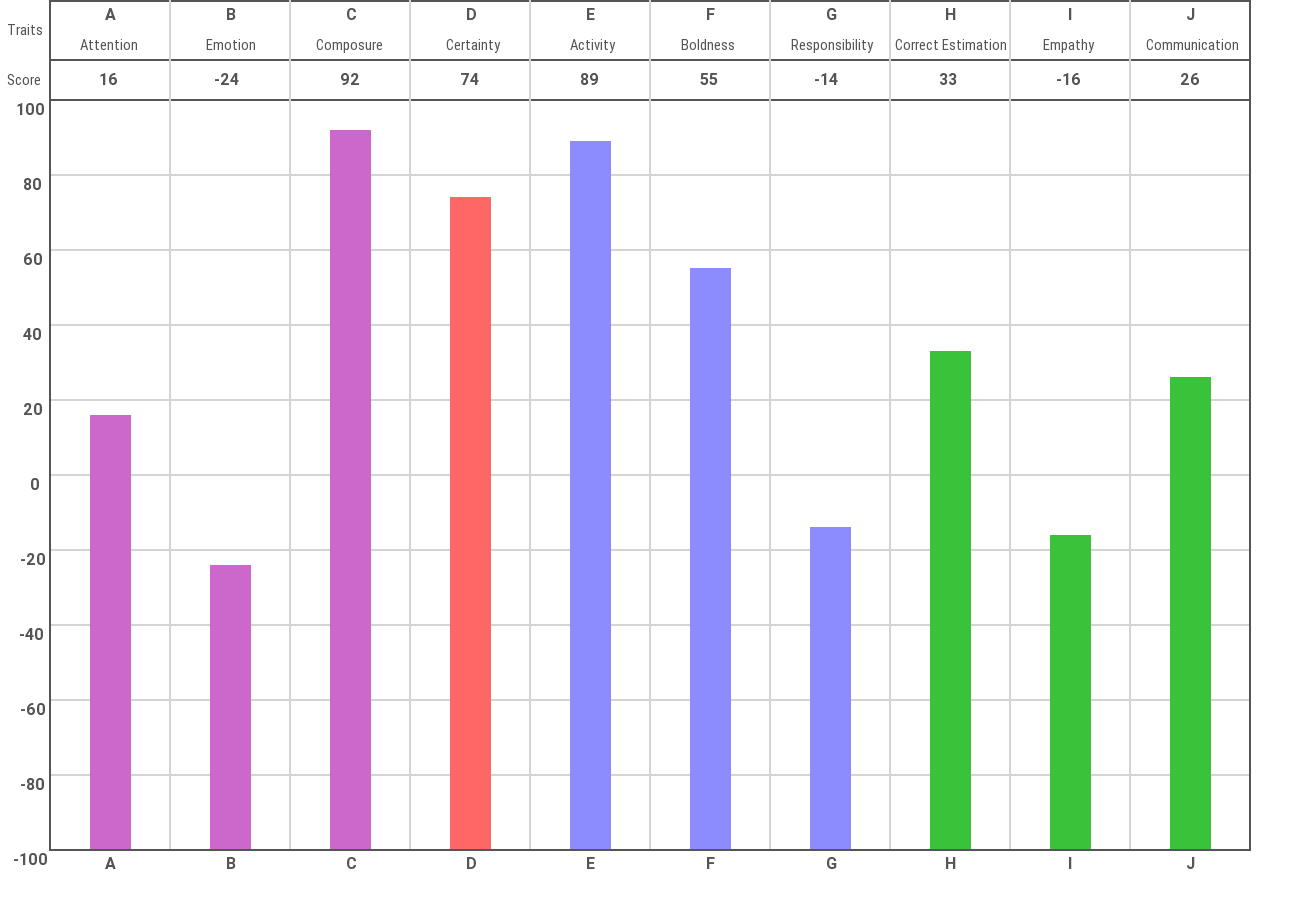 A B C D E F G H I J
Traits
Attention Emotion Composure Certainty Activity Boldness Responsibility Correct Estimation Empathy Communication
Score 16 -24 92 74 89 55 -14 33 -16 26
100
80
60
40
20
0
-20
-40
-60
-80
-100
A B C D E F G H I J